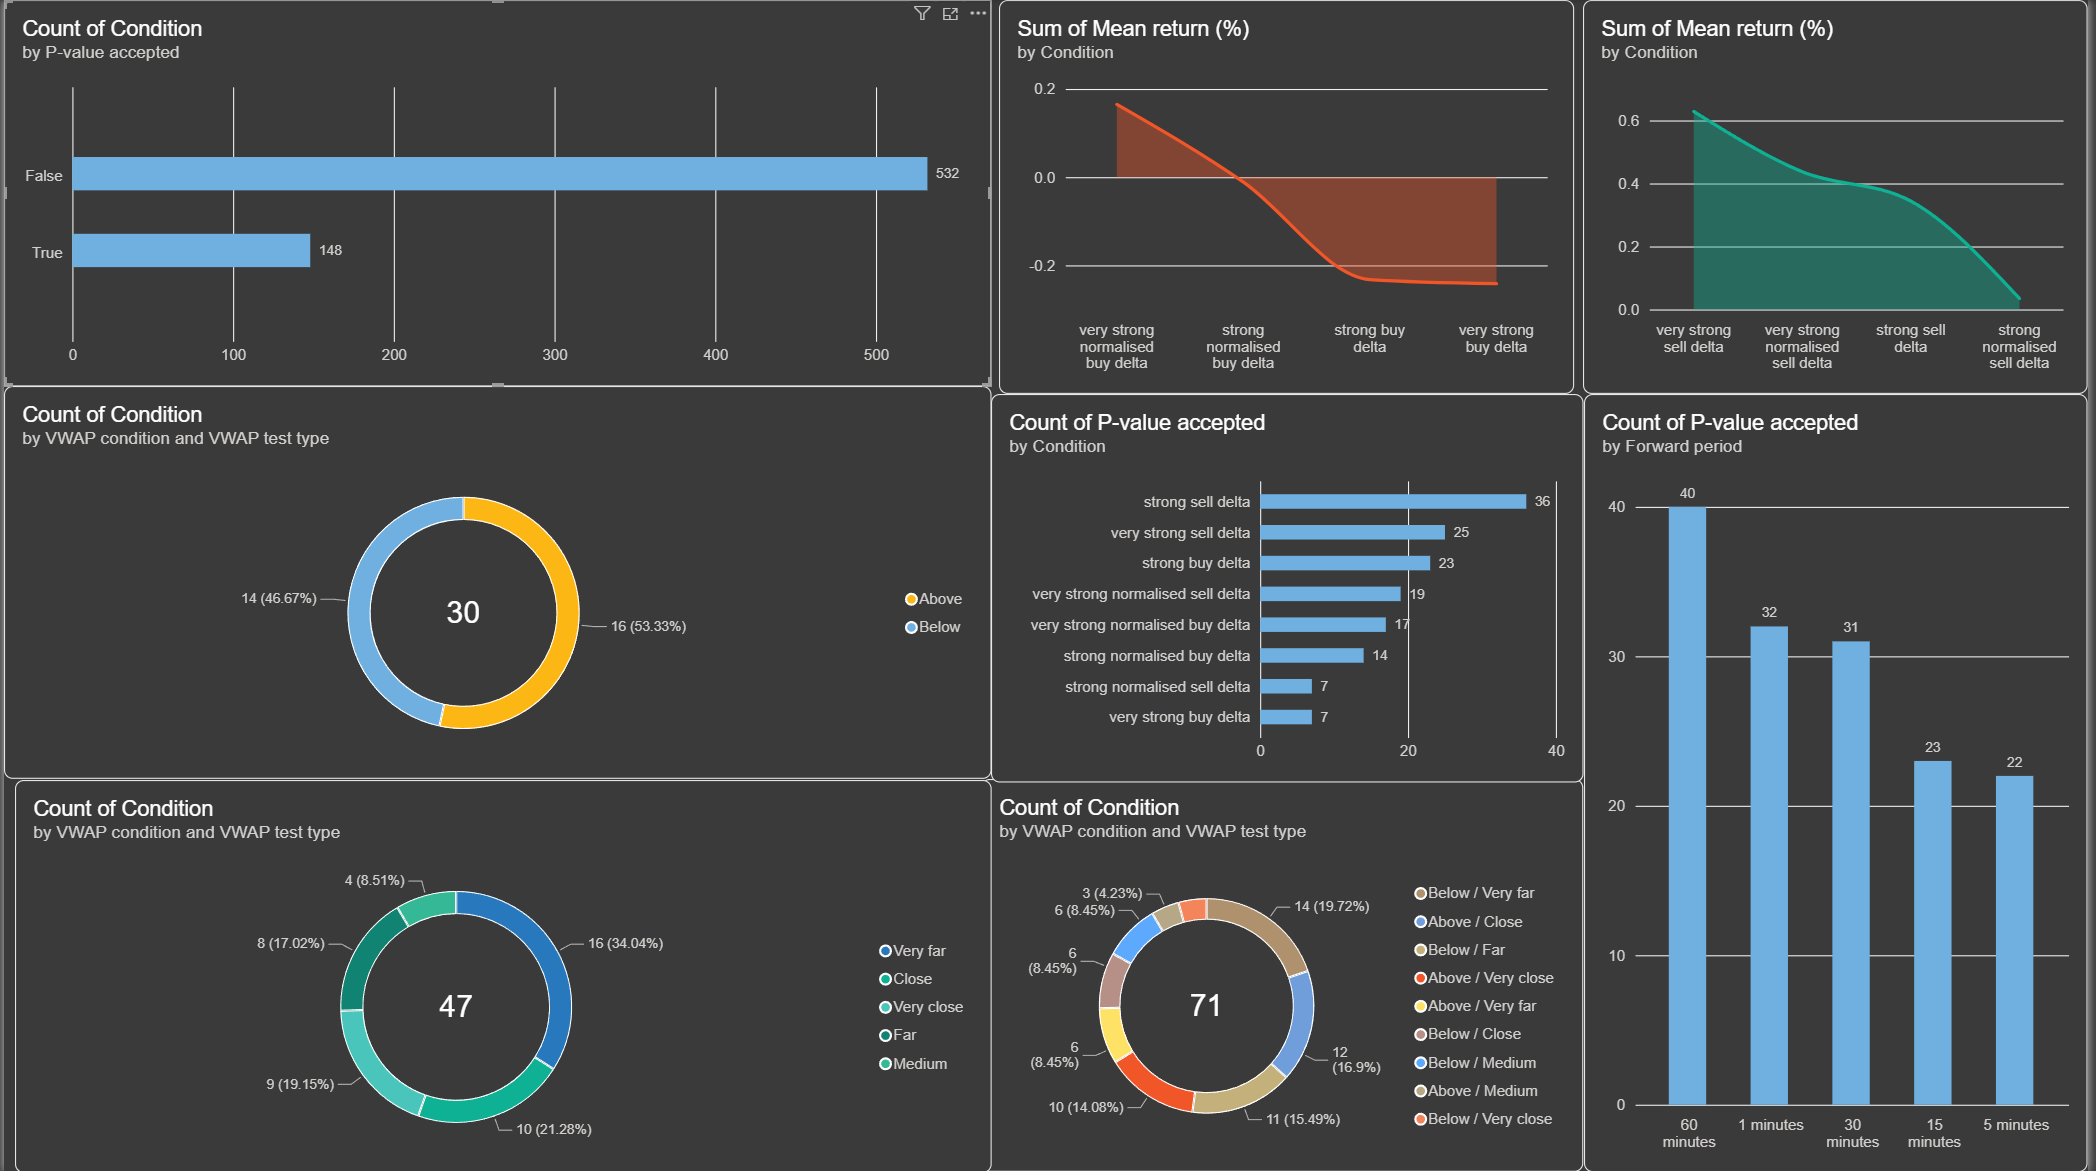 Count of Condition
by P-value accepted
False
532
True
148
0
100
200
300
400
500
Sum of Mean return (%)
by Condition
0.2
0.0
-0.2
very strong
normalised
buy delta
strong
normalised
buy delta
strong buy
delta
very strong
buy delta
Sum of Mean return (%)
by Condition
0.6
0.4
0.2
0.0
very strong
sell delta
very strong
normalised
sell delta
strong sell
delta
strong
normalised
sell delta
Count of Condition
by VWAP condition and VWAP test type
14 (46.67%)
30
16 (53.33%)
Above
Below
Count of P-value accepted
by Condition
strong sell delta
36
very strong sell delta
25
strong buy delta
23
very strong normalised sell delta
19
very strong normalised buy delta
17
strong normalised buy delta
14
strong normalised sell delta
7
very strong buy delta
7
0
20
40
Count of P-value accepted
by Forward period
40
30
20
10
0
40
32
31
23
22
60
minutes
1 minutes
30
minutes
15
minutes
5 minutes
Count of Condition
by VWAP condition and VWAP test type
4 (8.51%)
8 (17.02%)
9 (19.15%)
47
16 (34.04%)
10 (21.28%)
Very far
Close
Very close
Far
Medium
Count of Condition
by VWAP condition and VWAP test type
3 (4.23%)
6 (8.45%)
6
(8.45%)
6
(8.45%)
10 (14.08%)
71
14 (19.72%)
12
(16.9%)
11 (15.49%)
Below / Very far
Above / Close
Below / Far
Above / Very close
Above / Very far
Below / Close
Below / Medium
Above / Medium
Below / Very close